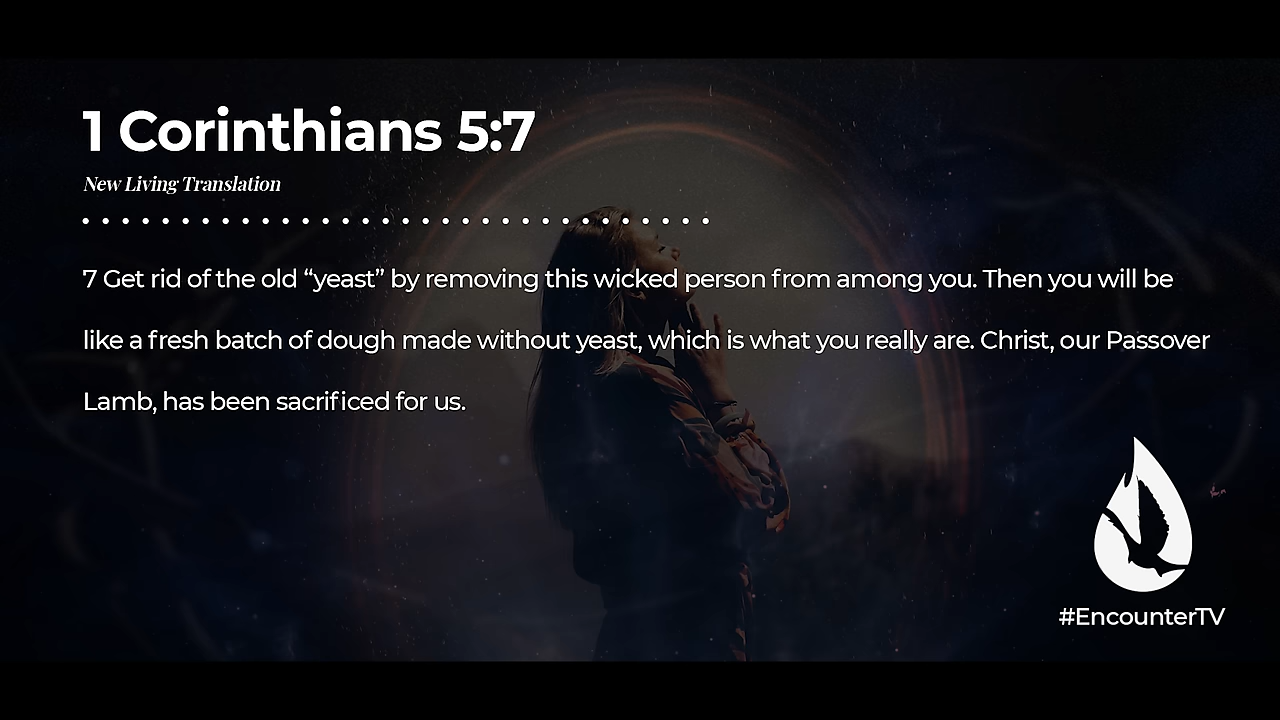 1 Corinthians 5:7
New Living Translation
7 Get rid of the old “yeast” by removing this wicked person from among you. Then you will be
like a fresh batch of dough made without yeast, which is what you really are. Christ, our Passover
Lamb, has been sacrificed for us.
#EncounterTV